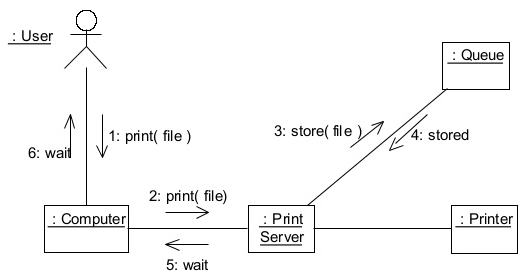 : User
: Queue
1: print( file )
3: store( file )
4: stored
6: wait
2: print( file)
: Computer
: Print
Server
: Printer
5: wait